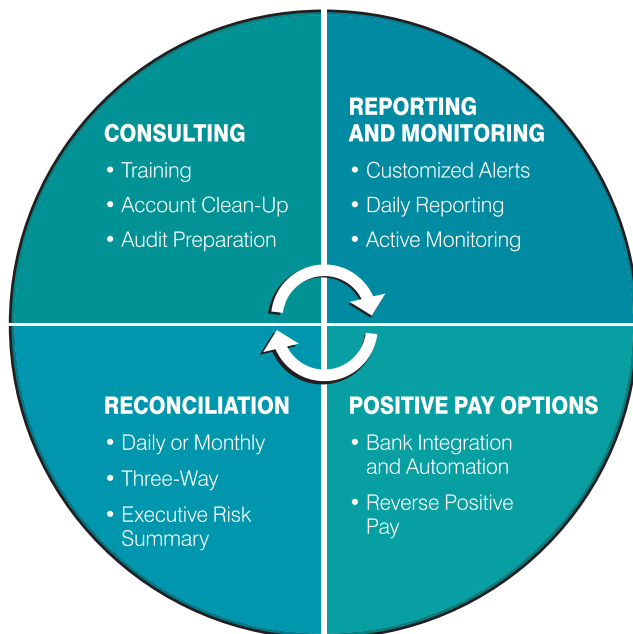 CONSULTING
• Training
• Account Clean-Up
• Audit Preparation
REPORTING
AND MONITORING
• Customized Alerts
• Daily Reporting
• Active Monitoring
RECONCILIATION
• Daily or Monthly
• Three-Way
• Executive Risk
Summary
POSITIVE PAY OPTIONS
• Bank Integration
and Automation
• Reverse Positive
Pay